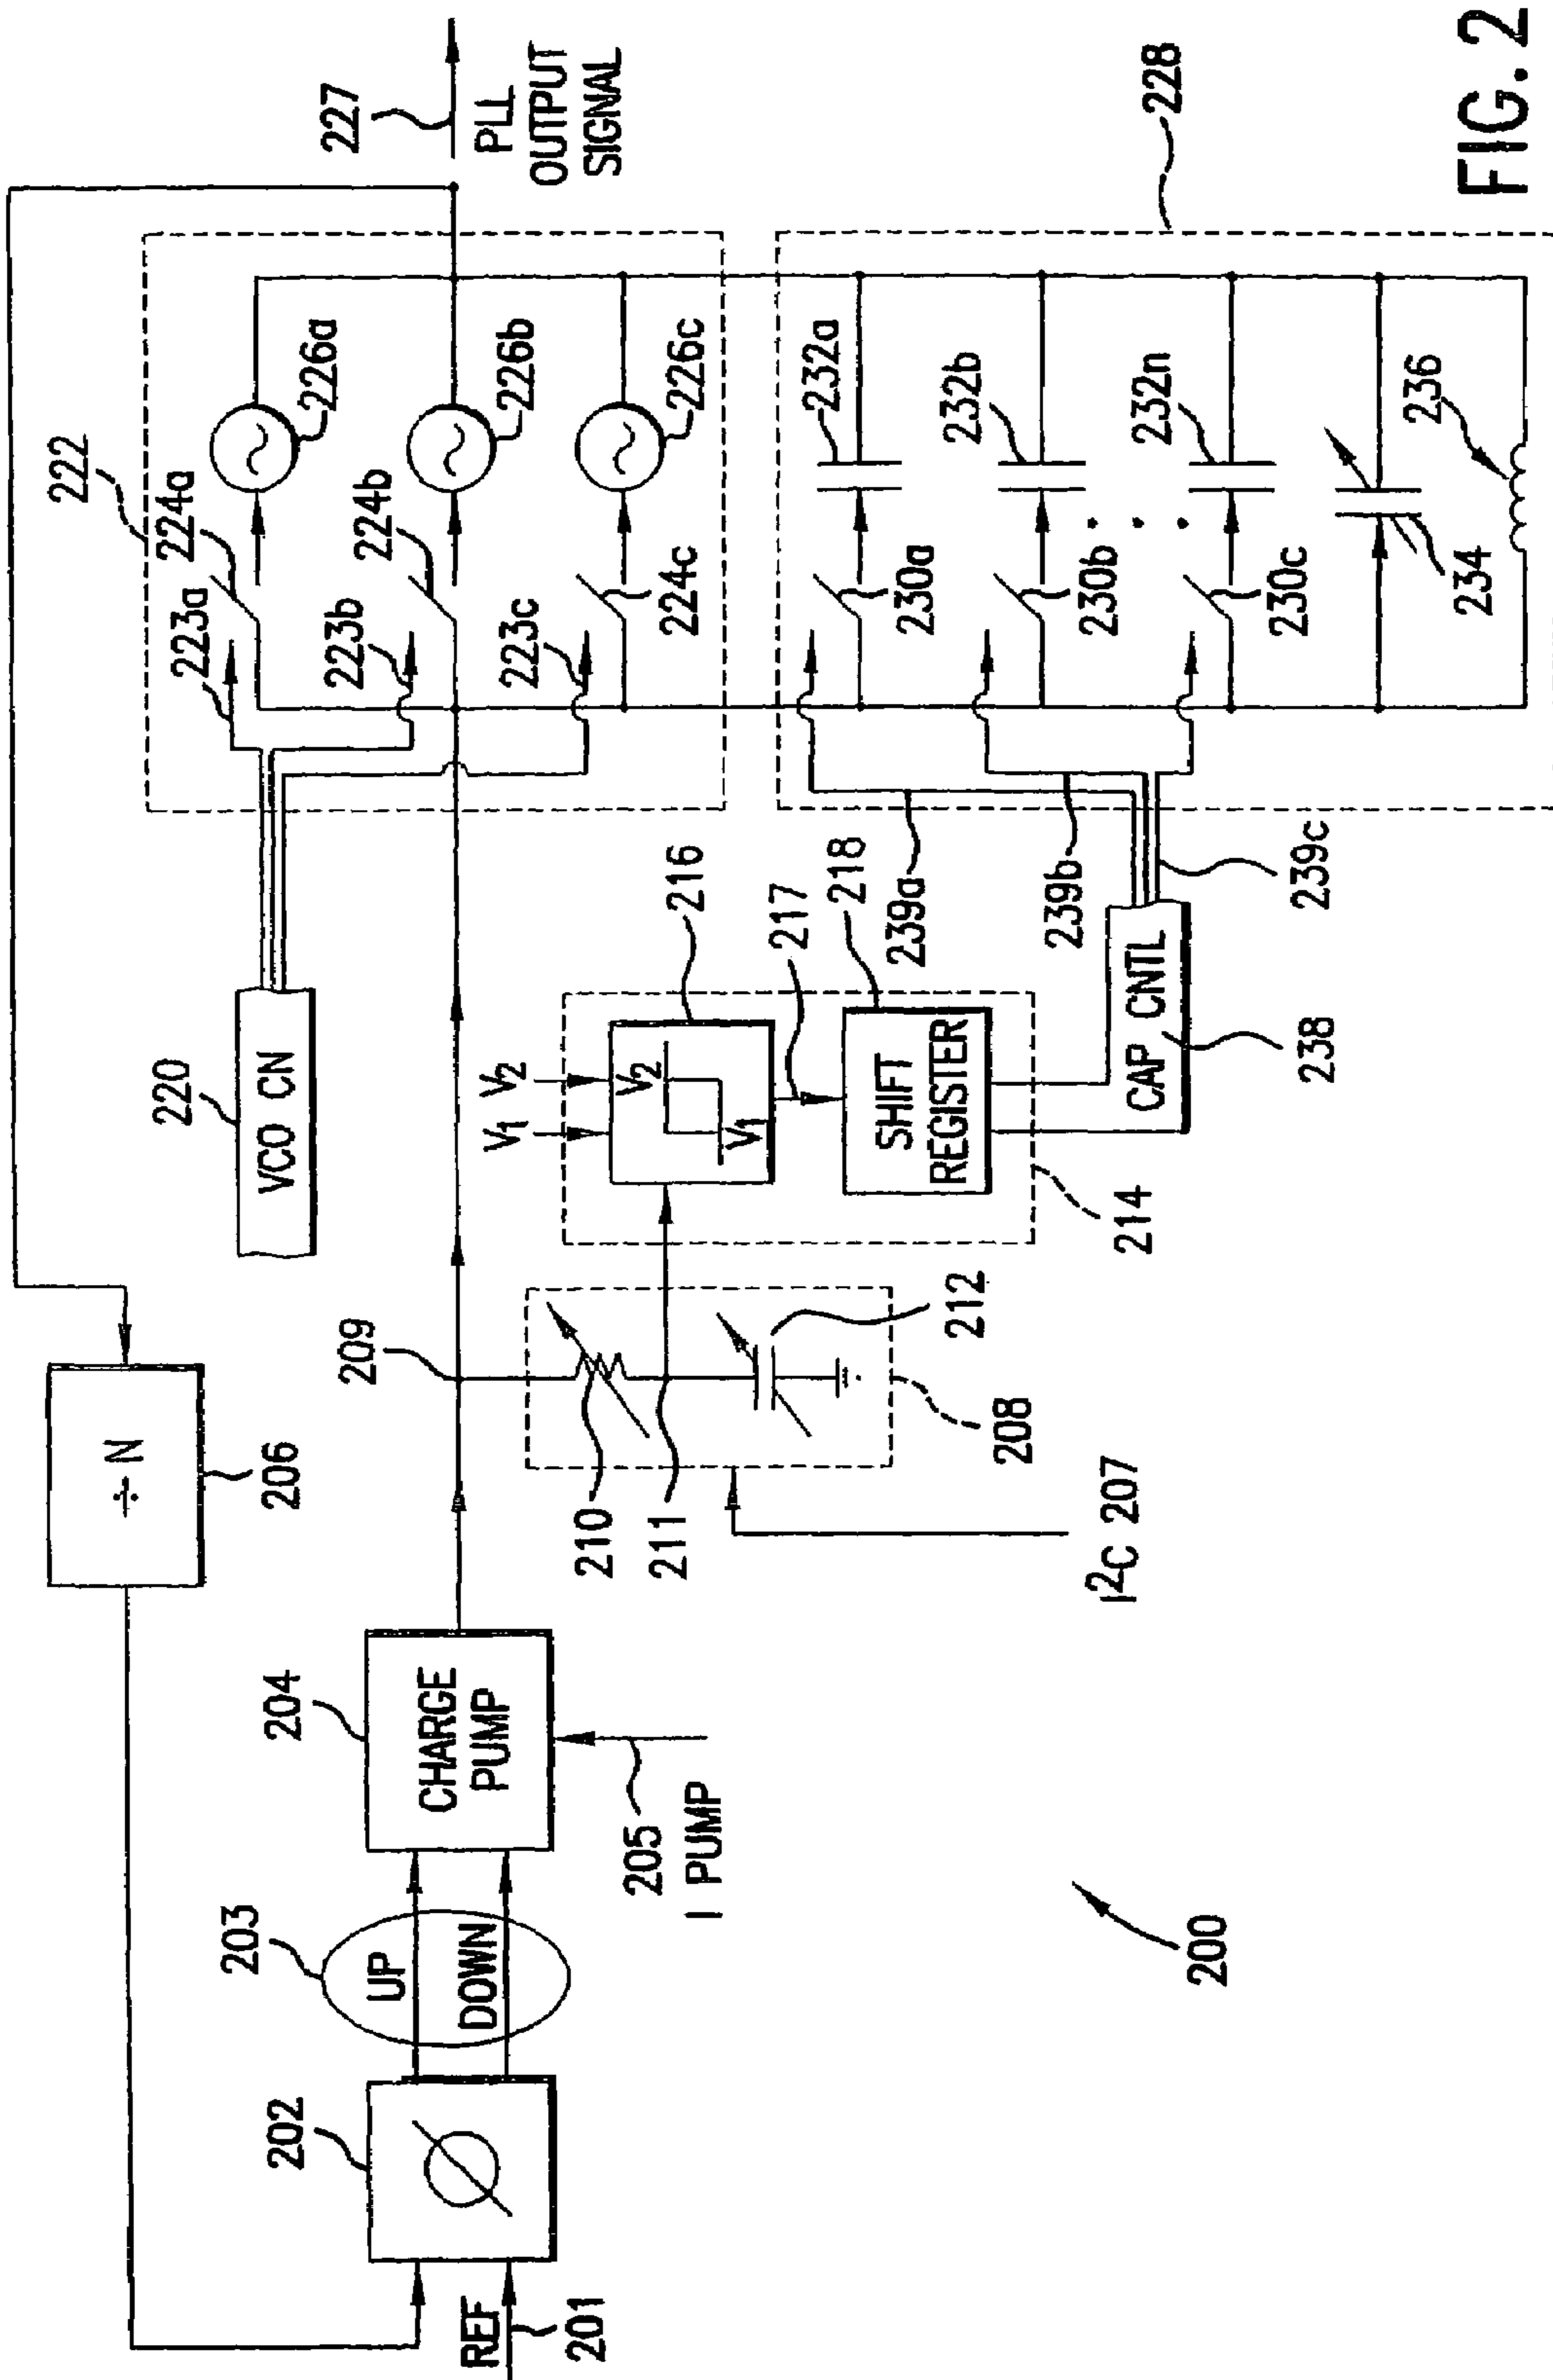 ÷ N
206
227
PLL
OUTPUT
SIGNAL
220
VCO CN
222
223a
224a
226a
223b
224b
226b
223c
224c
226c
202
Ø
REF
201
203
UP
DOWN
204
CHARGE
PUMP
205
I PUMP
209
210
211
212
208
I²C 207
V1 V2
216
V2
V1
217
218
SHIFT
REGISTER
214
CAP CNTL
238
239a
239b
239c
228
230a
232a
230b
232b
230c
232n
234
236
200
FIG. 2